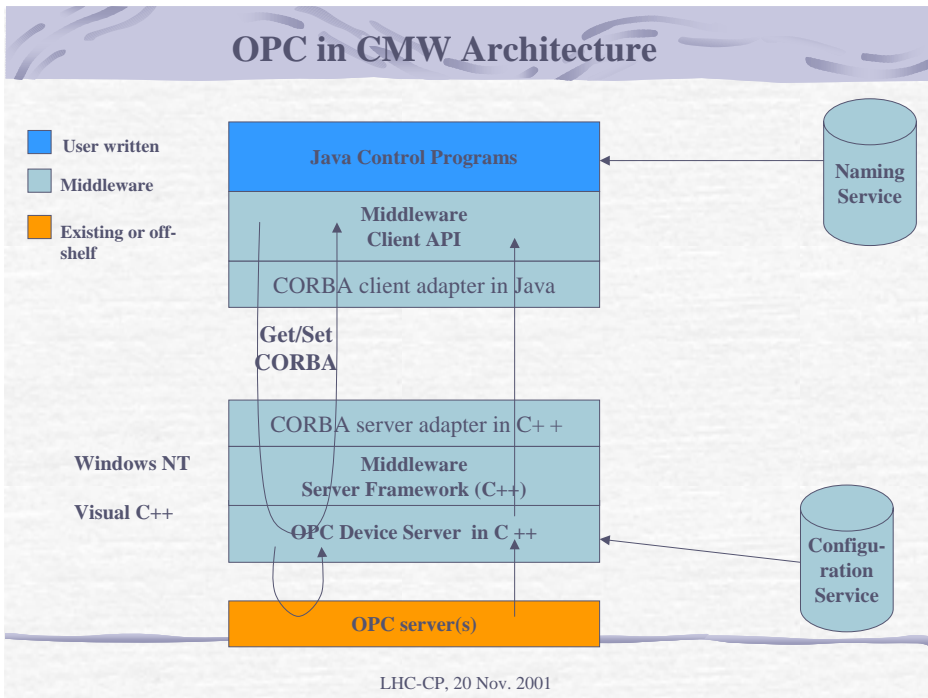 OPC in CMW Architecture
User written
Middleware
Existing or off-
shelf
Java Control Programs
Middleware
Client API
CORBA client adapter in Java
Get/Set
CORBA
CORBA server adapter in C+ +
Middleware
Server Framework (C++)
OPC Device Server in C ++
OPC server(s)
Windows NT
Visual C++
Naming
Service
Configu-
ration
Service
LHC-CP, 20 Nov. 2001